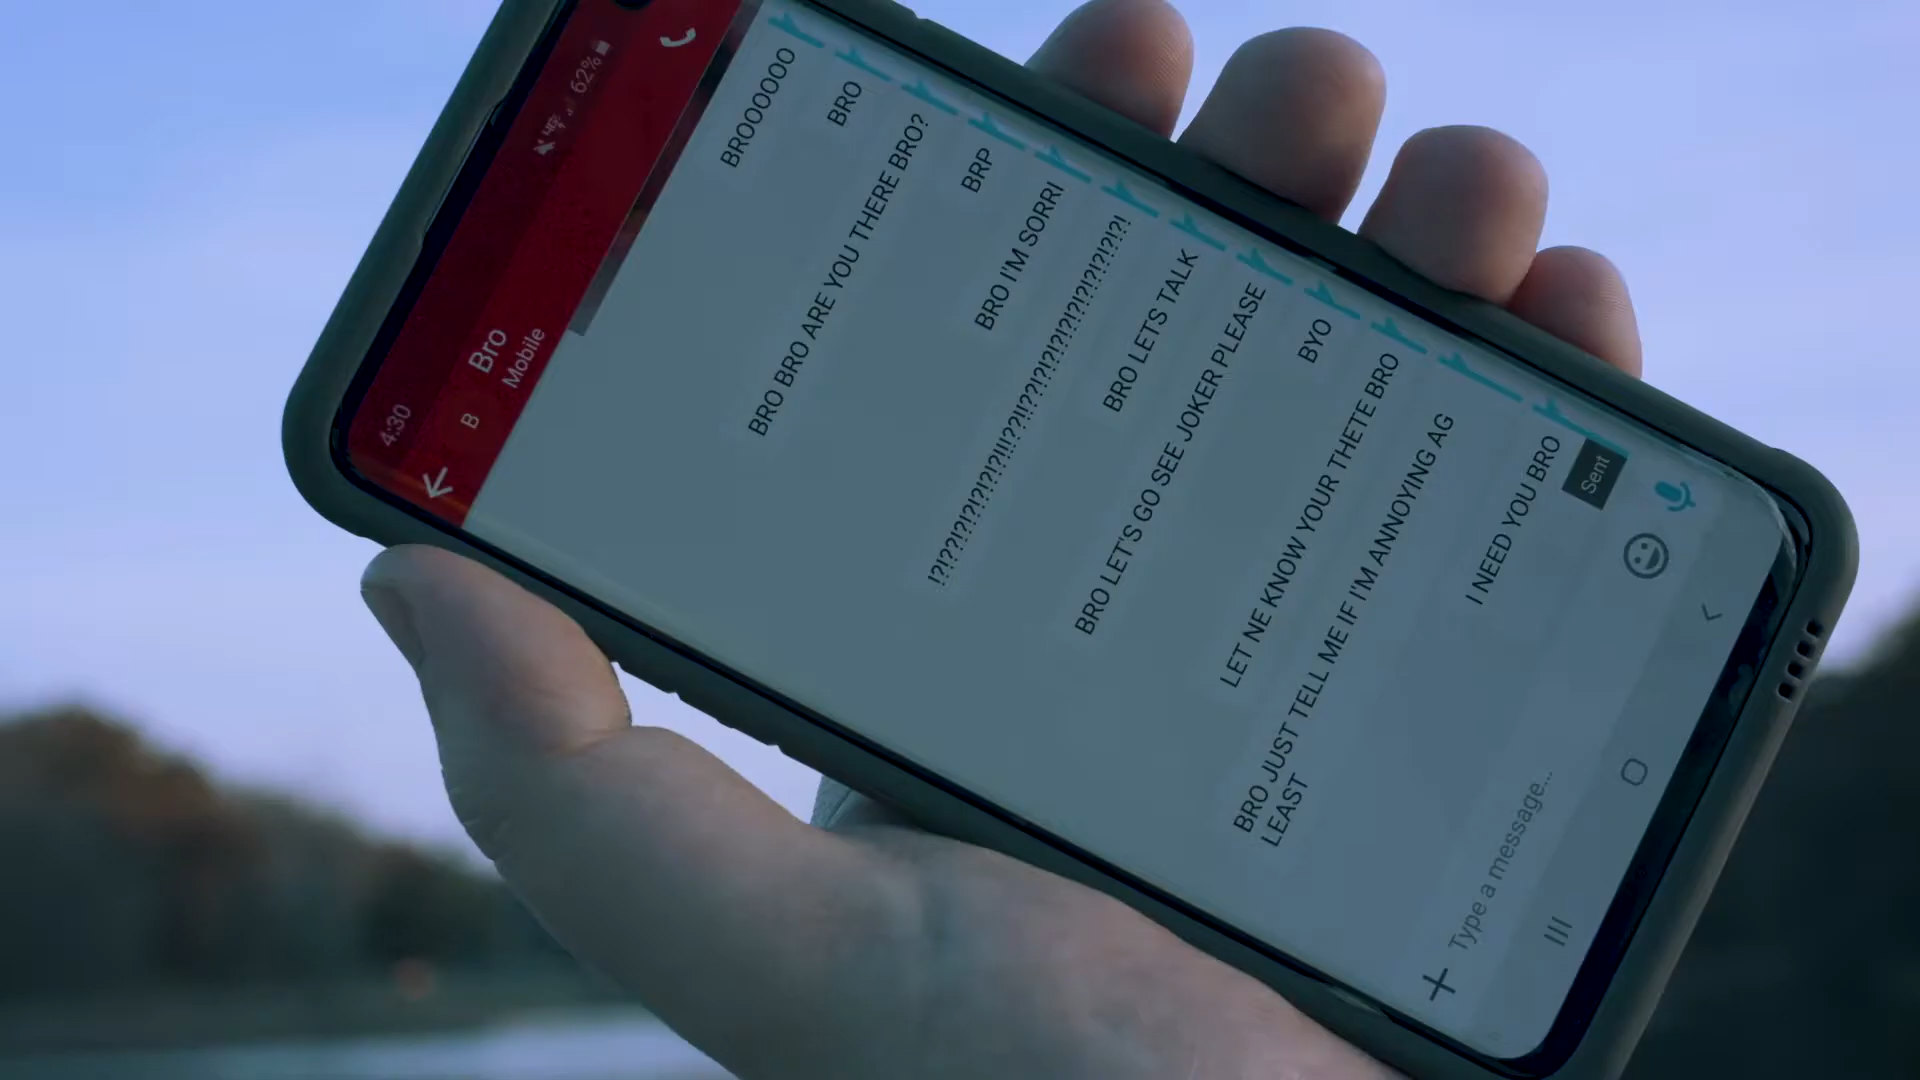 4:30
62%
B
Bro
Mobile
BROOOOOO
BRO
BRO BRO ARE YOU THERE BRO?
BRP
BRO I'M SORRI
BRO LETS TALK
BRO LET'S GO SEE JOKER PLEASE
BYO
LET NE KNOW YOUR THETE BRO
BRO JUST TELL ME IF I'M ANNOYING AG
LEAST
I NEED YOU BRO
Sent
Type a message...